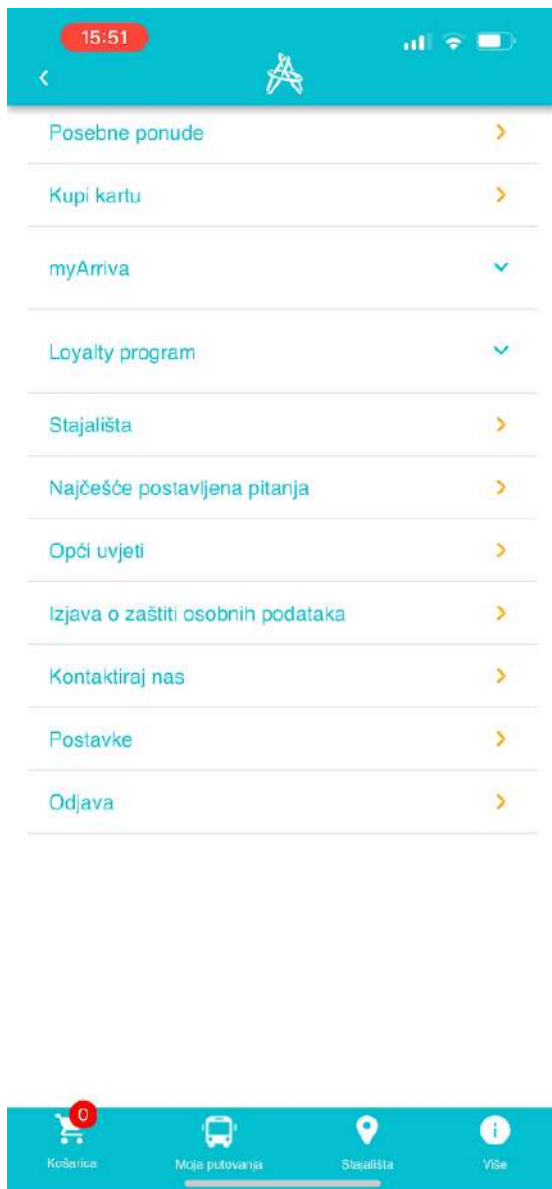 15:51
Posebne ponude
Kupi kartu
myArriva
Loyalty program
Stajališta
Najčešće postavljena pitanja
Opći uvjeti
Izjava o zaštiti osobnih podataka
Kontaktiraj nas
Postavke
Odjava
0
Košarica
Moja putovanja
Stajališta
Više